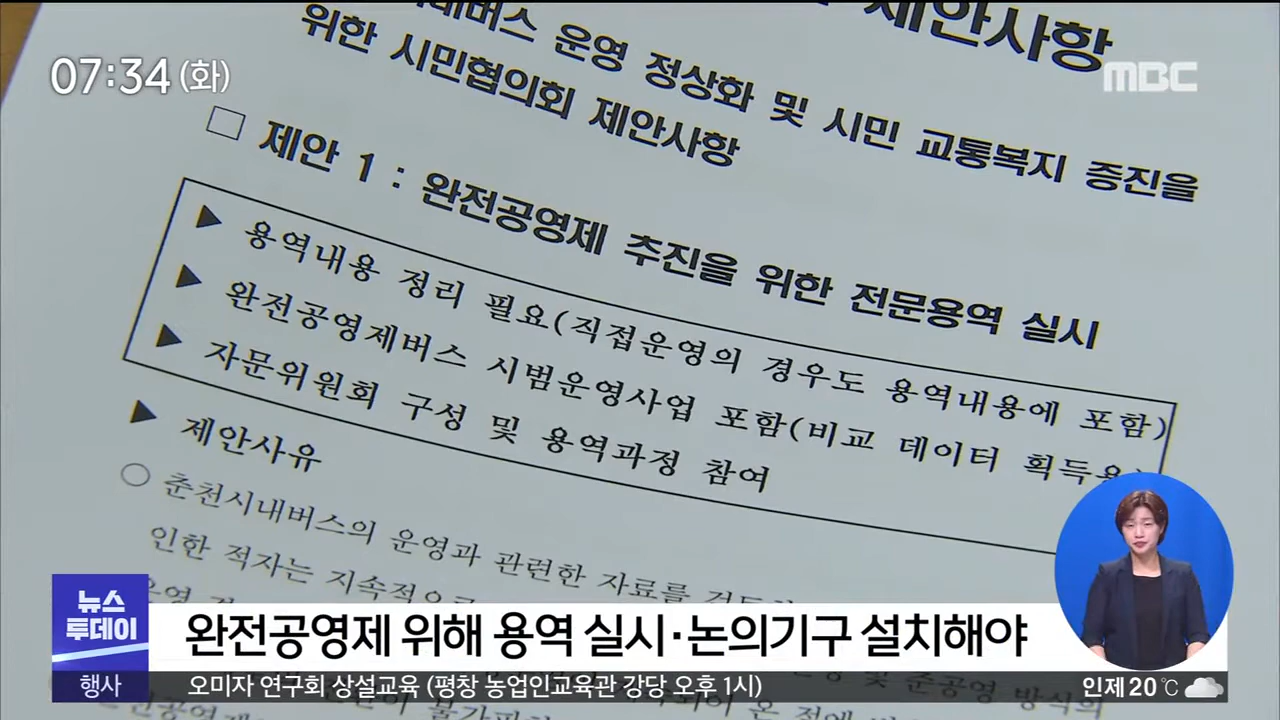 07:34 (화)
MBC
제안사항
시내버스 운영 정상화 및 시민 교통복지 증진을
위한 시민협의회 제안사항
□ 제안 1 : 완전공영제 추진을 위한 전문용역 실시
▶ 용역내용 정리 필요(직접운영의 경우도 용역내용에 포함)
▶ 완전공영제버스 시범운영사업 포함(비교 데이터 획득용)
▶ 자문위원회 구성 및 용역과정 참여
▶ 제안사유
○ 춘천시내버스의 운영과 관련한 자료를
인한 적자는 지속적으로
뉴스
투데이
완전공영제 위해 용역 실시·논의기구 설치해야
및 준공영 방식의
행사
오미자 연구회 상설교육 (평창 농업인교육관 강당 오후 1시)
인제 20℃